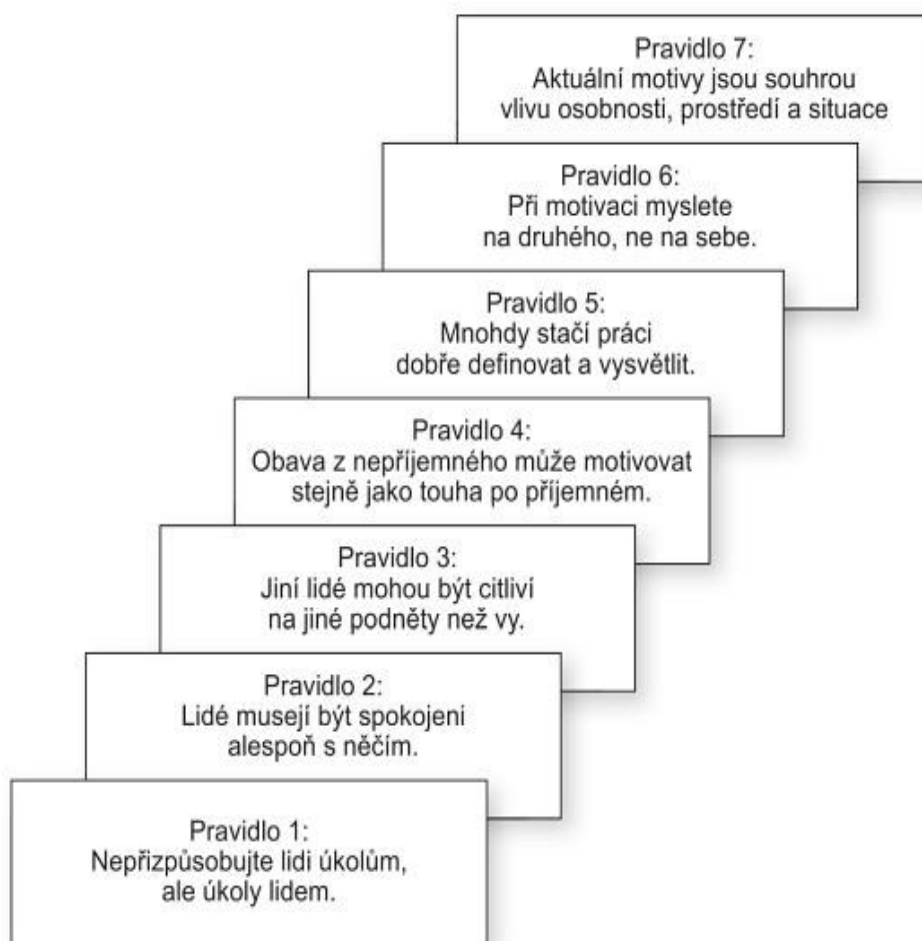 Pravidlo 7:
Aktuální motivy jsou souhrou
vlivu osobnosti, prostředí a situace
Pravidlo 6:
Při motivaci myslete
na druhého, ne na sebe.
Pravidlo 5:
Mnohdy stačí práci
dobře definovat a vysvětlit.
Pravidlo 4:
Obava z nepříjemného může motivovat
stejně jako touha po příjemném.
Pravidlo 3:
Jiní lidé mohou být citliví
na jiné podněty než vy.
Pravidlo 2:
Lidé musejí být spokojeni
alespoň s něčím.
Pravidlo 1:
Nepřizpůsobujte lidi úkolům,
ale úkoly lidem.